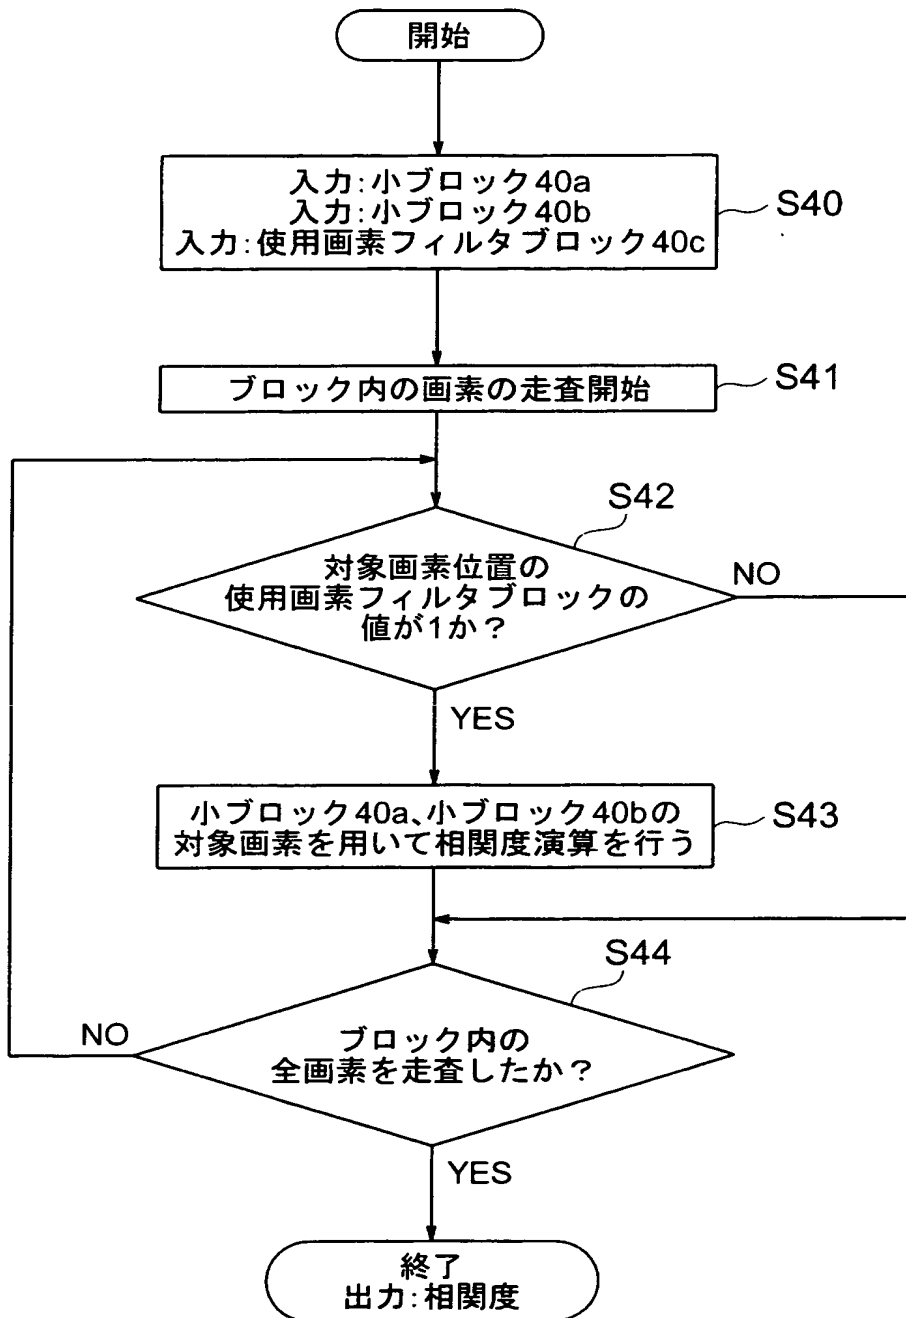 開始
入力:小ブロック40a
入力:小ブロック40b
入力:使用画素フィルタブロック40c
S40
ブロック内の画素の走査開始
S41
S42
対象画素位置の
使用画素フィルタブロックの
値が1か？
NO
YES
小ブロック40a、小ブロック40bの
対象画素を用いて相関度演算を行う
S43
S44
NO
ブロック内の
全画素を走査したか？
YES
終了
出力:相関度